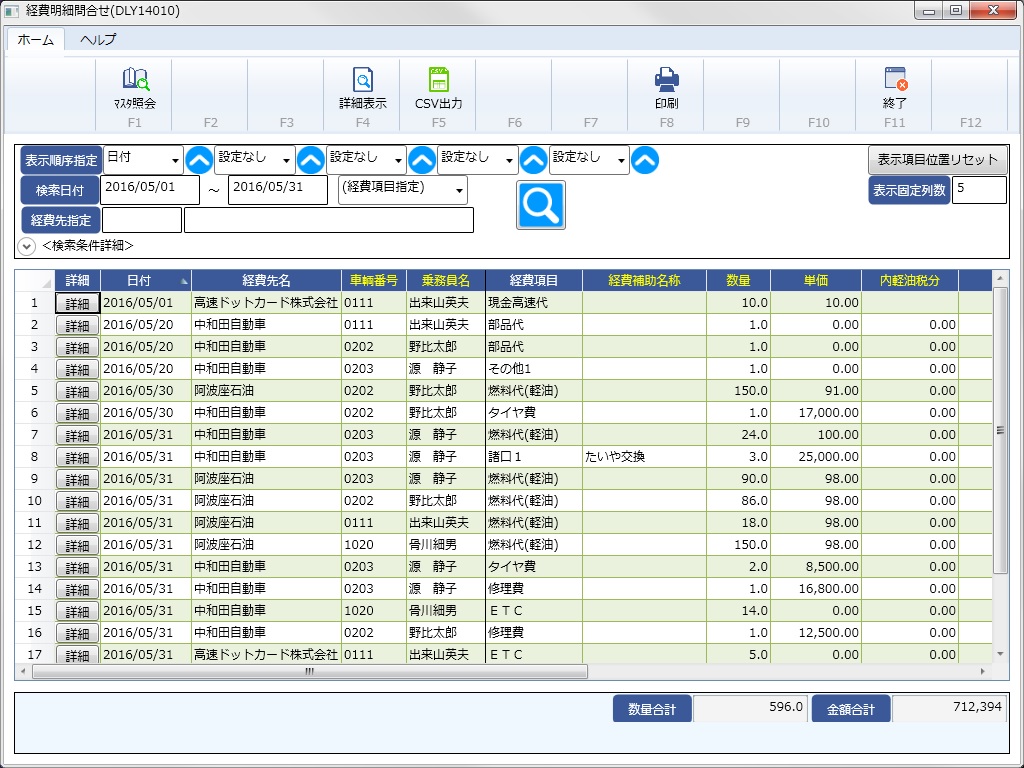 経費明細問合せ(DLY14010)
ホーム ヘルプ
ﾏｽﾀ照会 詳細表示 CSV出力 印刷 終了
F1 F2 F3 F4 F5 F6 F7 F8 F9 F10 F11 F12
表示順序指定 日付 設定なし 設定なし 設定なし 設定なし 表示項目位置リセット
検索日付 2016/05/01 ～ 2016/05/31 (経費項目指定) 表示固定列数 5
経費先指定
＜検索条件詳細＞
詳細 日付 経費先名 車輌番号 乗務員名 経費項目 経費補助名称 数量 単価 内軽油税分
1 詳細 2016/05/01 高速ドットカード株式会社 0111 出来山英夫 現金高速代 10.0 10.00
2 詳細 2016/05/20 中和田自動車 0111 出来山英夫 部品代 1.0 0.00 0.00
3 詳細 2016/05/20 中和田自動車 0202 野比太郎 部品代 1.0 0.00 0.00
4 詳細 2016/05/20 中和田自動車 0203 源　静子 その他1 1.0 0.00 0.00
5 詳細 2016/05/30 阿波座石油 0202 野比太郎 燃料代(軽油) 150.0 91.00 0.00
6 詳細 2016/05/30 中和田自動車 0202 野比太郎 タイヤ費 1.0 17,000.00 0.00
7 詳細 2016/05/31 中和田自動車 0203 源　静子 燃料代(軽油) 24.0 100.00 0.00
8 詳細 2016/05/31 中和田自動車 0203 源　静子 諸口１ たいや交換 3.0 25,000.00 0.00
9 詳細 2016/05/31 阿波座石油 0203 源　静子 燃料代(軽油) 90.0 98.00 0.00
10 詳細 2016/05/31 阿波座石油 0202 野比太郎 燃料代(軽油) 86.0 98.00 0.00
11 詳細 2016/05/31 阿波座石油 0111 出来山英夫 燃料代(軽油) 18.0 98.00 0.00
12 詳細 2016/05/31 阿波座石油 1020 骨川細男 燃料代(軽油) 150.0 98.00 0.00
13 詳細 2016/05/31 中和田自動車 0203 源　静子 タイヤ費 2.0 8,500.00 0.00
14 詳細 2016/05/31 中和田自動車 0203 源　静子 修理費 1.0 16,800.00 0.00
15 詳細 2016/05/31 中和田自動車 1020 骨川細男 ＥＴＣ 14.0 0.00 0.00
16 詳細 2016/05/31 中和田自動車 0202 野比太郎 修理費 1.0 12,500.00 0.00
17 詳細 2016/05/31 高速ドットカード株式会社 0111 出来山英夫 ＥＴＣ 5.0 0.00 0.00
数量合計 596.0 金額合計 712,394